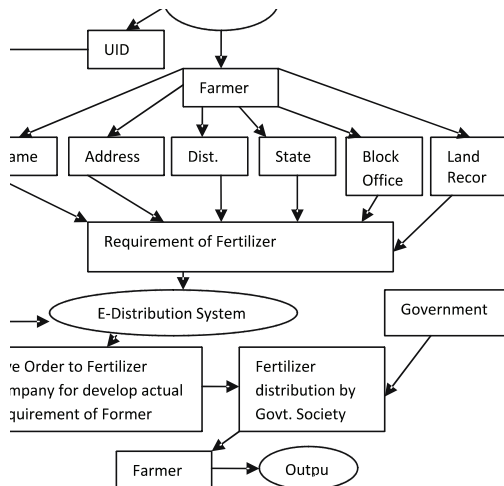 UID
Farmer
ame
Address
Dist.
State
Block
Office
Land
Recor
Requirement of Fertilizer
E-Distribution System
Government
ve Order to Fertilizer
mpany for develop actual
quirement of Former
Fertilizer
distribution by
Govt. Society
Farmer
Outpu